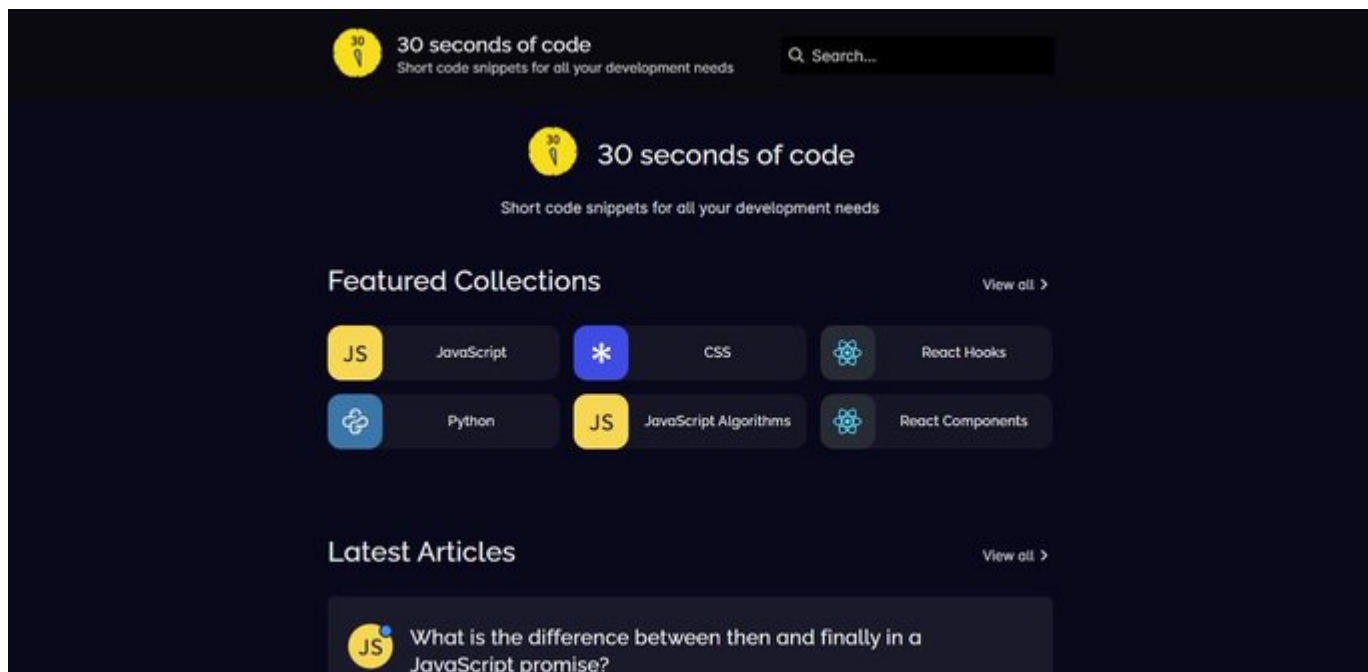 30
30 seconds of code
Short code snippets for all your development needs
Search...
30
30 seconds of code
Short code snippets for all your development needs
Featured Collections
View all
JS
JavaScript
CSS
React Hooks
Python
JS
JavaScript Algorithms
React Components
Latest Articles
View all
JS
What is the difference between then and finally in a
JavaScript promise?